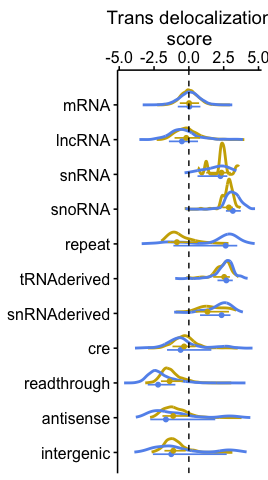 Trans delocalization
score
-5.0 -2.5 0.0 2.5 5.0
mRNA
lncRNA
snRNA
snoRNA
repeat
tRNAderived
snRNAderived
cre
readthrough
antisense
intergenic